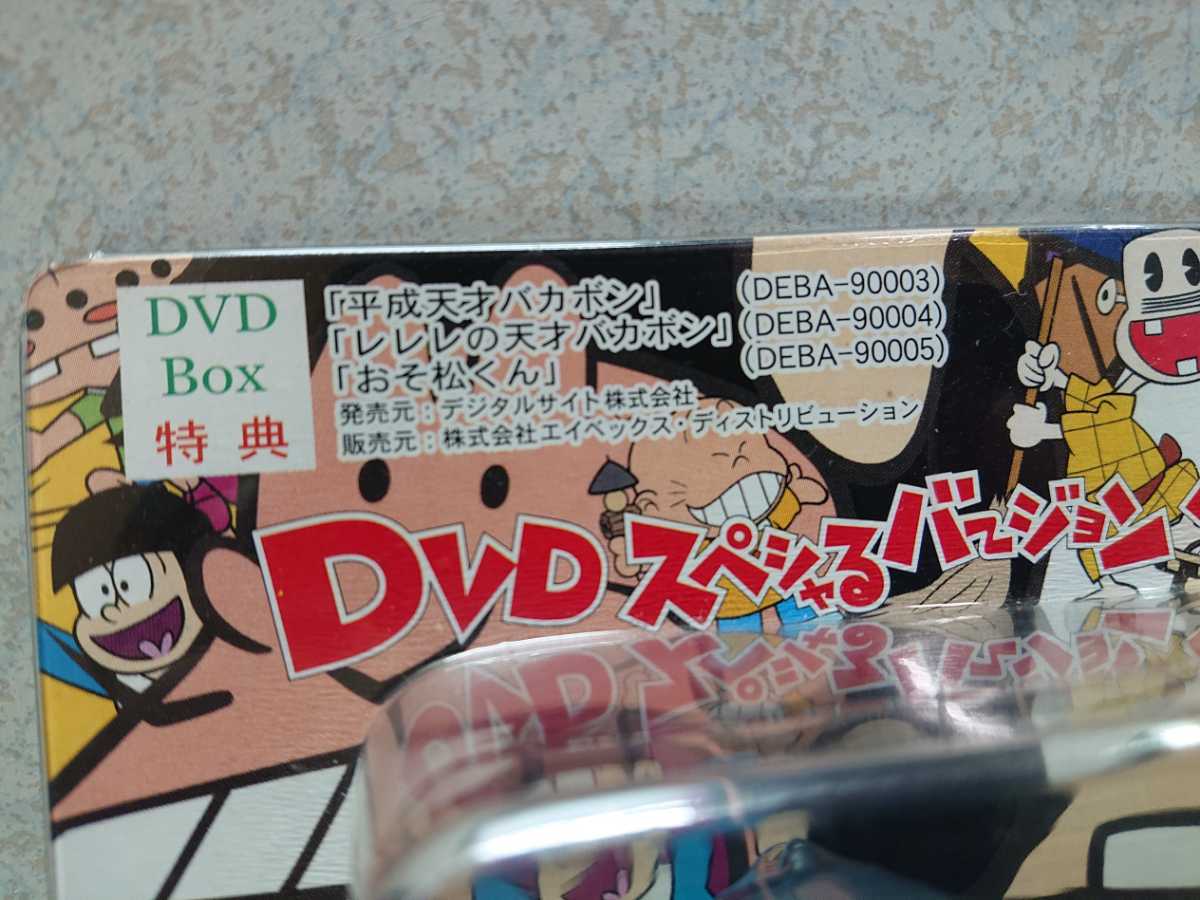 DVD
Box
特典
「平成天才バカボン」 (DEBA-90003)
「レレレの天才バカボン」 (DEBA-90004)
「おそ松くん」 (DEBA-90005)
発売元：デジタルサイト株式会社
販売元：株式会社エイベックス・ディストリビューション
DVDスペシャるバージョン